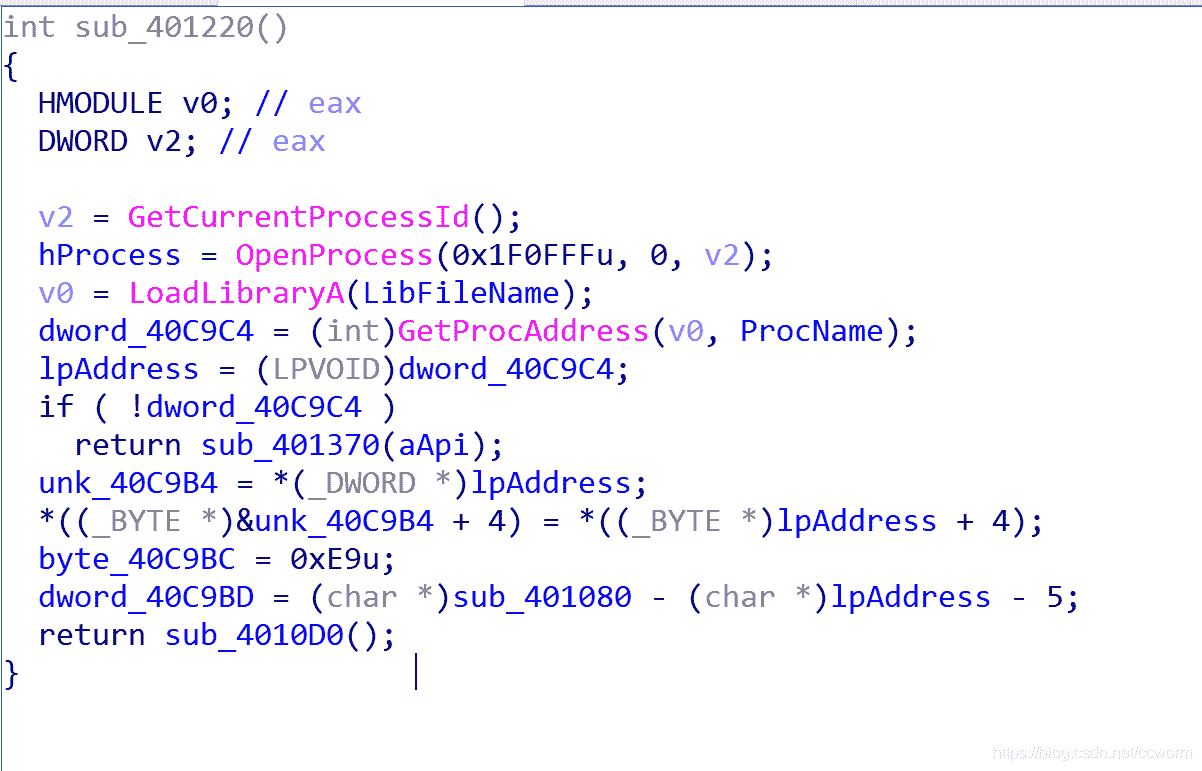 int sub_401220()
{
  HMODULE v0; // eax
  DWORD v2; // eax

  v2 = GetCurrentProcessId();
  hProcess = OpenProcess(0x1F0FFFu, 0, v2);
  v0 = LoadLibraryA(LibFileName);
  dword_40C9C4 = (int)GetProcAddress(v0, ProcName);
  lpAddress = (LPVOID)dword_40C9C4;
  if ( !dword_40C9C4 )
    return sub_401370(aApi);
  unk_40C9B4 = *(_DWORD *)lpAddress;
  *((_BYTE *)&unk_40C9B4 + 4) = *((_BYTE *)lpAddress + 4);
  byte_40C9BC = 0xE9u;
  dword_40C9BD = (char *)sub_401080 - (char *)lpAddress - 5;
  return sub_4010D0();
}
https://blog.csdn.net/ccworm